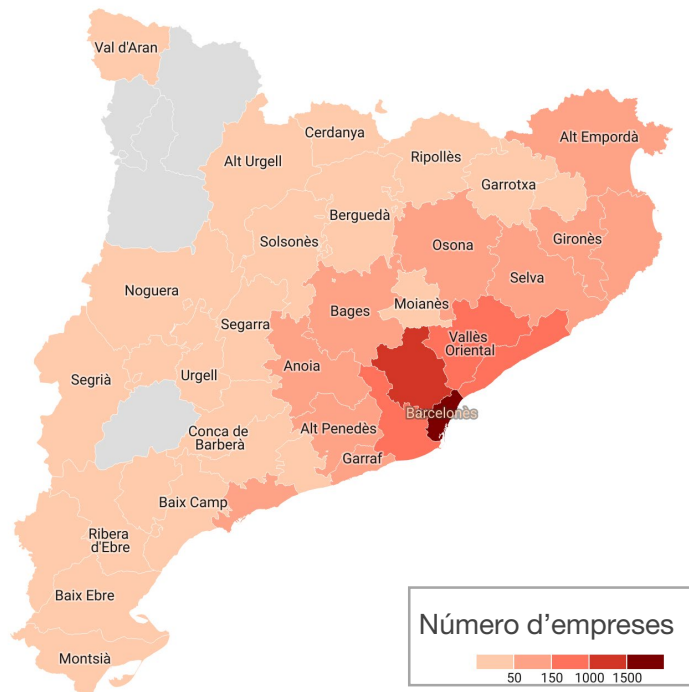 Val d'Aran
Cerdanya
Alt Empordà
Ripollès
Alt Urgell
Garrotxa
Berguedà
Solsonès
Osona
Gironès
Selva
Noguera
Moianès
Bages
Segarra
Vallès
Oriental
Anoia
Urgell
Segrià
Barcelonès
Alt Penedès
Conca de
Barberà
Garraf
Baix Camp
Ribera
d'Ebre
Baix Ebre
Montsià
Número d’empreses
50 150 1000 1500